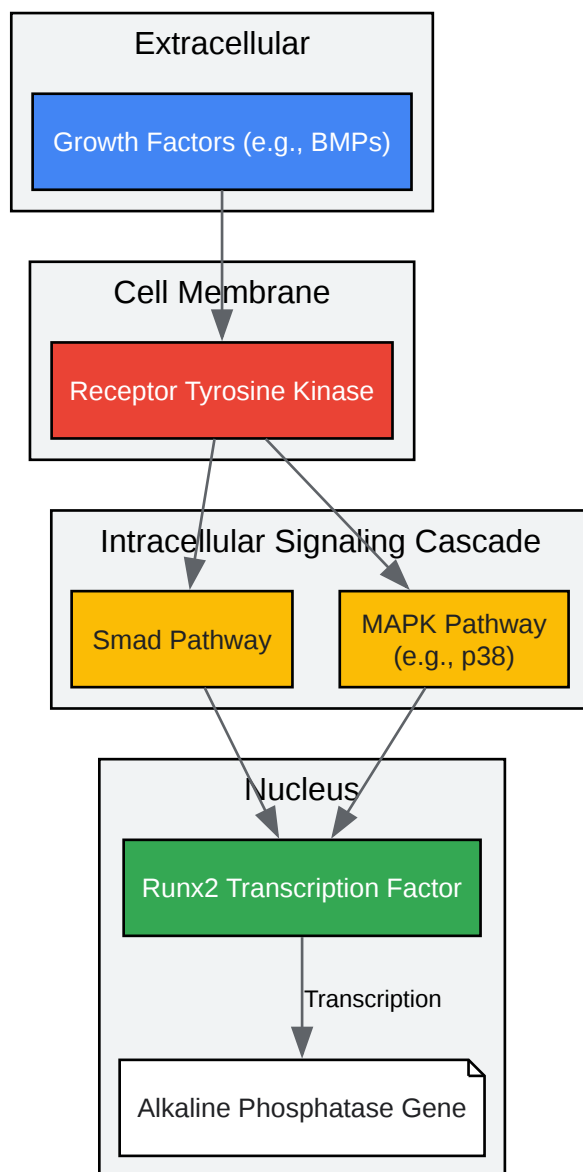 Extracellular
Growth Factors (e.g., BMPs)
Cell Membrane
Receptor Tyrosine Kinase
Intracellular Signaling Cascade
Smad Pathway
MAPK Pathway
(e.g., p38)
Nucleus
Runx2 Transcription Factor
Transcription
Alkaline Phosphatase Gene